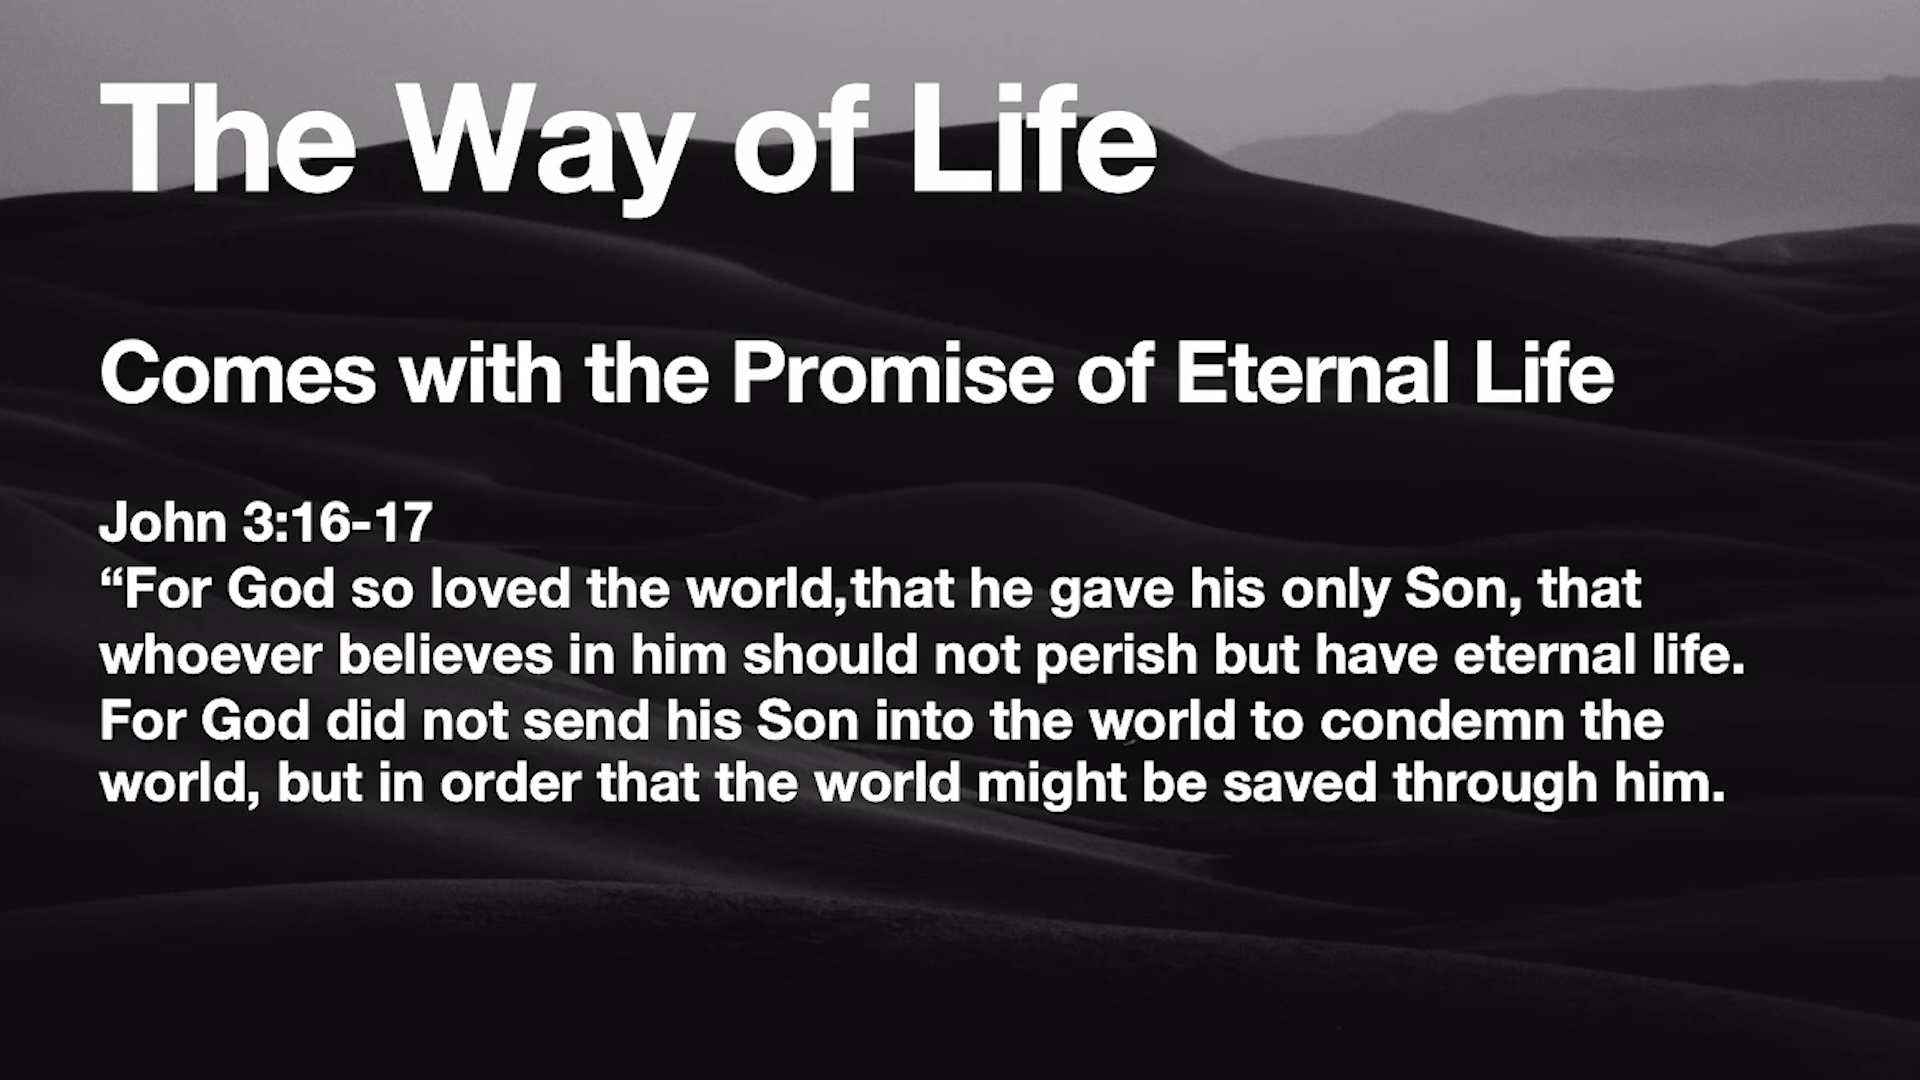 The Way of Life
Comes with the Promise of Eternal Life
John 3:16-17
“For God so loved the world,that he gave his only Son, that
whoever believes in him should not perish but have eternal life.
For God did not send his Son into the world to condemn the
world, but in order that the world might be saved through him.